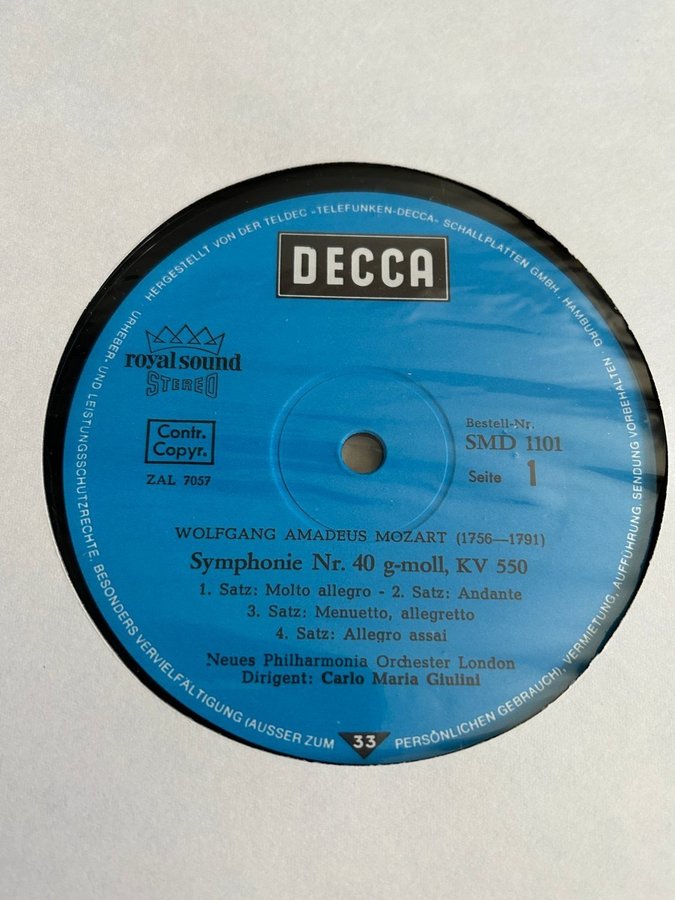 HERGESTELLT VON DER TELDEC »TELEFUNKEN-DECCA« SCHALLPLATTEN GMBH., HAMBURG
DECCA
royal sound
STEREO
Contr.
Copyr.
ZAL 7057
Bestell-Nr.
SMD 1101
Seite 1
WOLFGANG AMADEUS MOZART (1756—1791)
Symphonie Nr. 40 g-moll, KV 550
1. Satz: Molto allegro - 2. Satz: Andante
3. Satz: Menuetto, allegretto
4. Satz: Allegro assai
Neues Philharmonia Orchester London
Dirigent: Carlo Maria Giulini
33
URHEBER- UND LEISTUNGSSCHUTZRECHTE, BESONDERS VERVIELFÄLTIGUNG (AUSSER ZUM PERSÖNLICHEN GEBRAUCH), VERMIETUNG, AUFFÜHRUNG, SENDUNG VORBEHALTEN